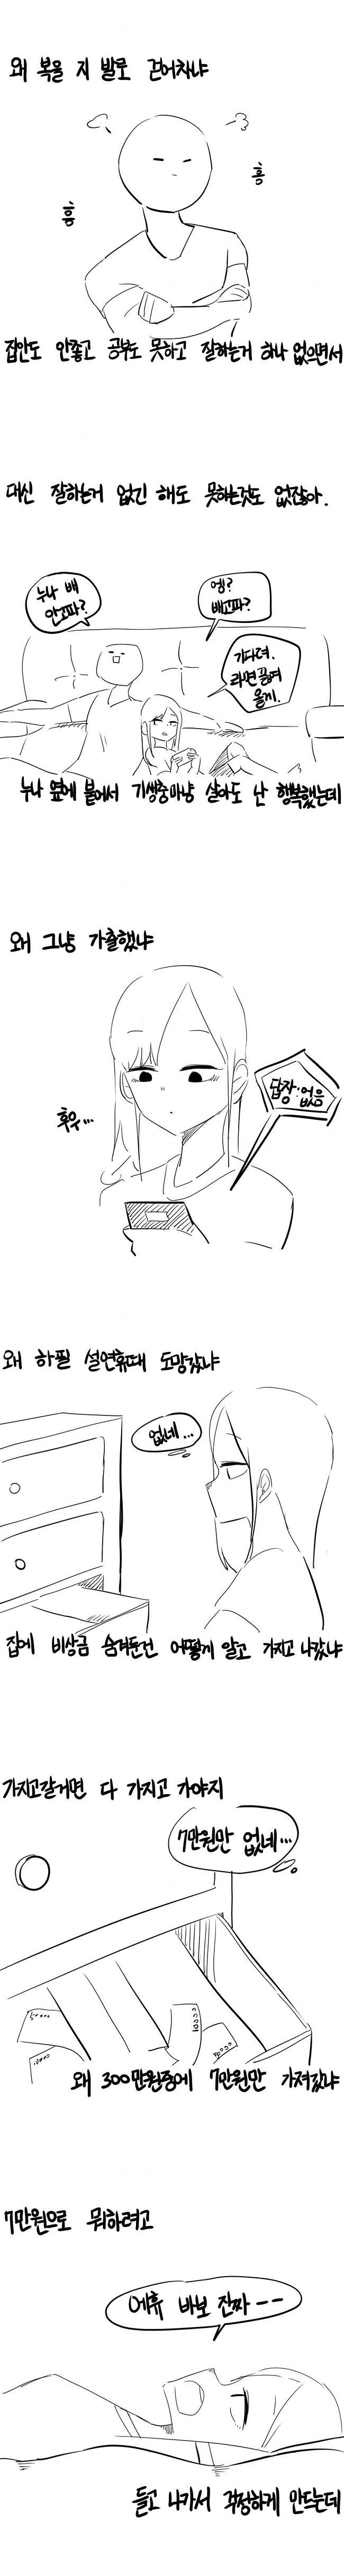 왜 복을 지 발로 걷어차냐
흥
흥
집안도 안좋고 공부도 못하고 잘하는거 하나 없으면서
대신 잘하는거 없긴 해도 못하는것도 없잖아.
누나 배
안고파?
엥?
배고파?
기다려.
라면 끓여
올게.
누나 옆에 붙어서 기생충마냥 살아도 난 행복했는데
왜 그냥 가출했냐
답장:없음
후우...
왜 하필 설연휴때 도망갔냐
없네...
집에 비상금 숨겨둔건 어떻게 알고 가지고 나갔냐
가지고갈거면 다 가지고 가야지
7만원만 없네...
50000
10000
10000
50000
왜 300만원중에 7만원만 가져갔냐
7만원으로 뭐하려고
에휴 바보 진짜--
들고 나가서 걱정하게 만드는데